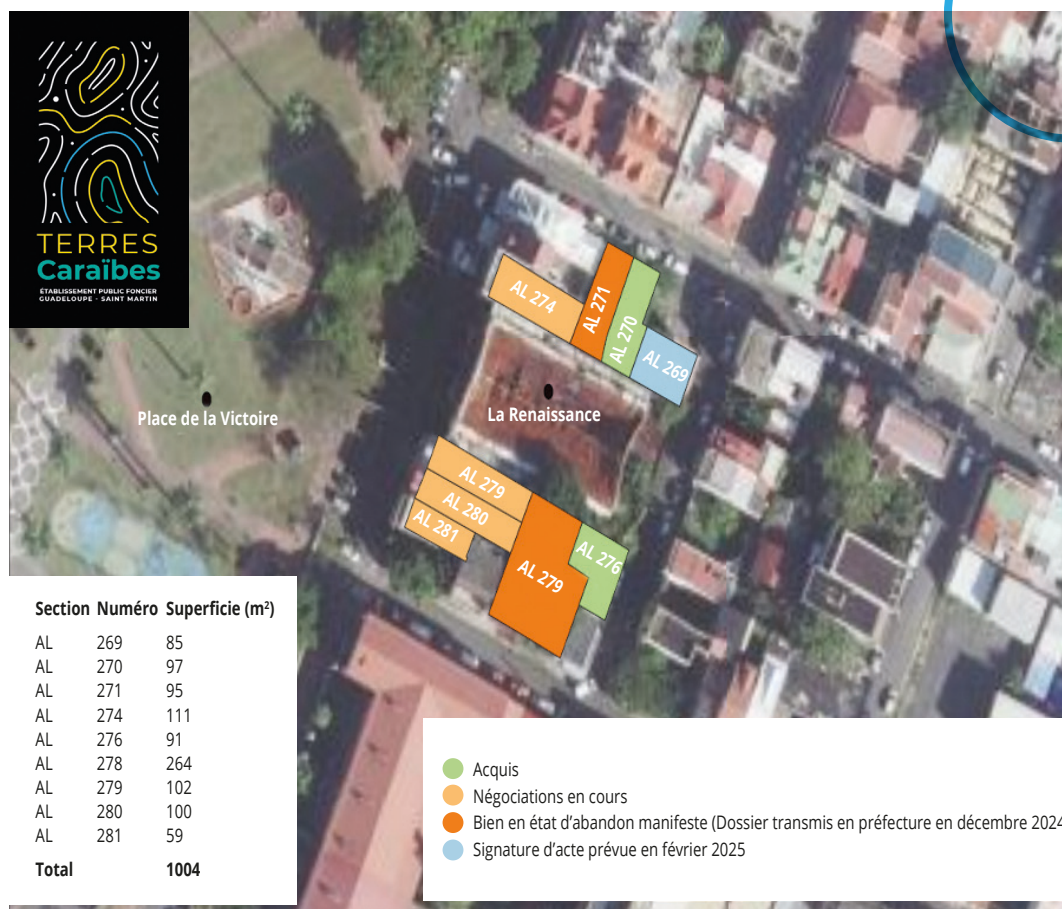 TERRES
Caraïbes
ÉTABLISSEMENT PUBLIC FONCIER
GUADELOUPE - SAINT MARTIN
AL 274
AL 271
AL 270
AL 269
Place de la Victoire
La Renaissance
AL 279
AL 280
AL 281
AL 279
AL 276
Section Numéro Superficie (m²)
AL 269 85
AL 270 97
AL 271 95
AL 274 111
AL 276 91
AL 278 264
AL 279 102
AL 280 100
AL 281 59
Total 1004
Acquis
Négociations en cours
Bien en état d'abandon manifeste (Dossier transmis en préfecture en décembre 2024
Signature d'acte prévue en février 2025